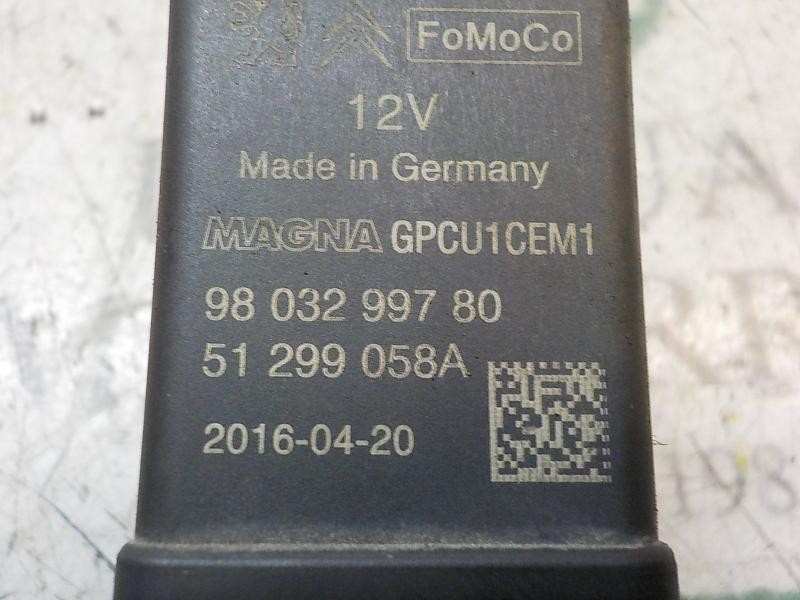 FoMoCo
12V
Made in Germany
MAGNA GPCU1CEM1
98 032 997 80
51 299 058A
2016-04-20